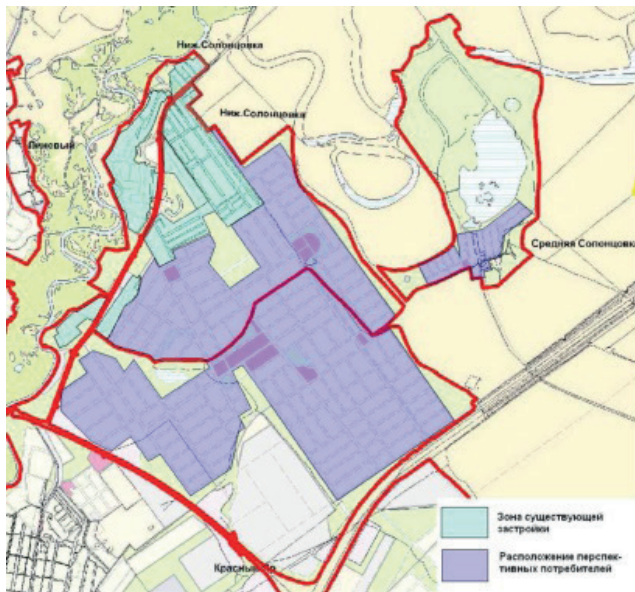 Ниж.Солонцовка
Ниж.Солонцовка
Средняя Солонцовка
Зона существующей
застройки
Расположение перспек-
тивных потребителей